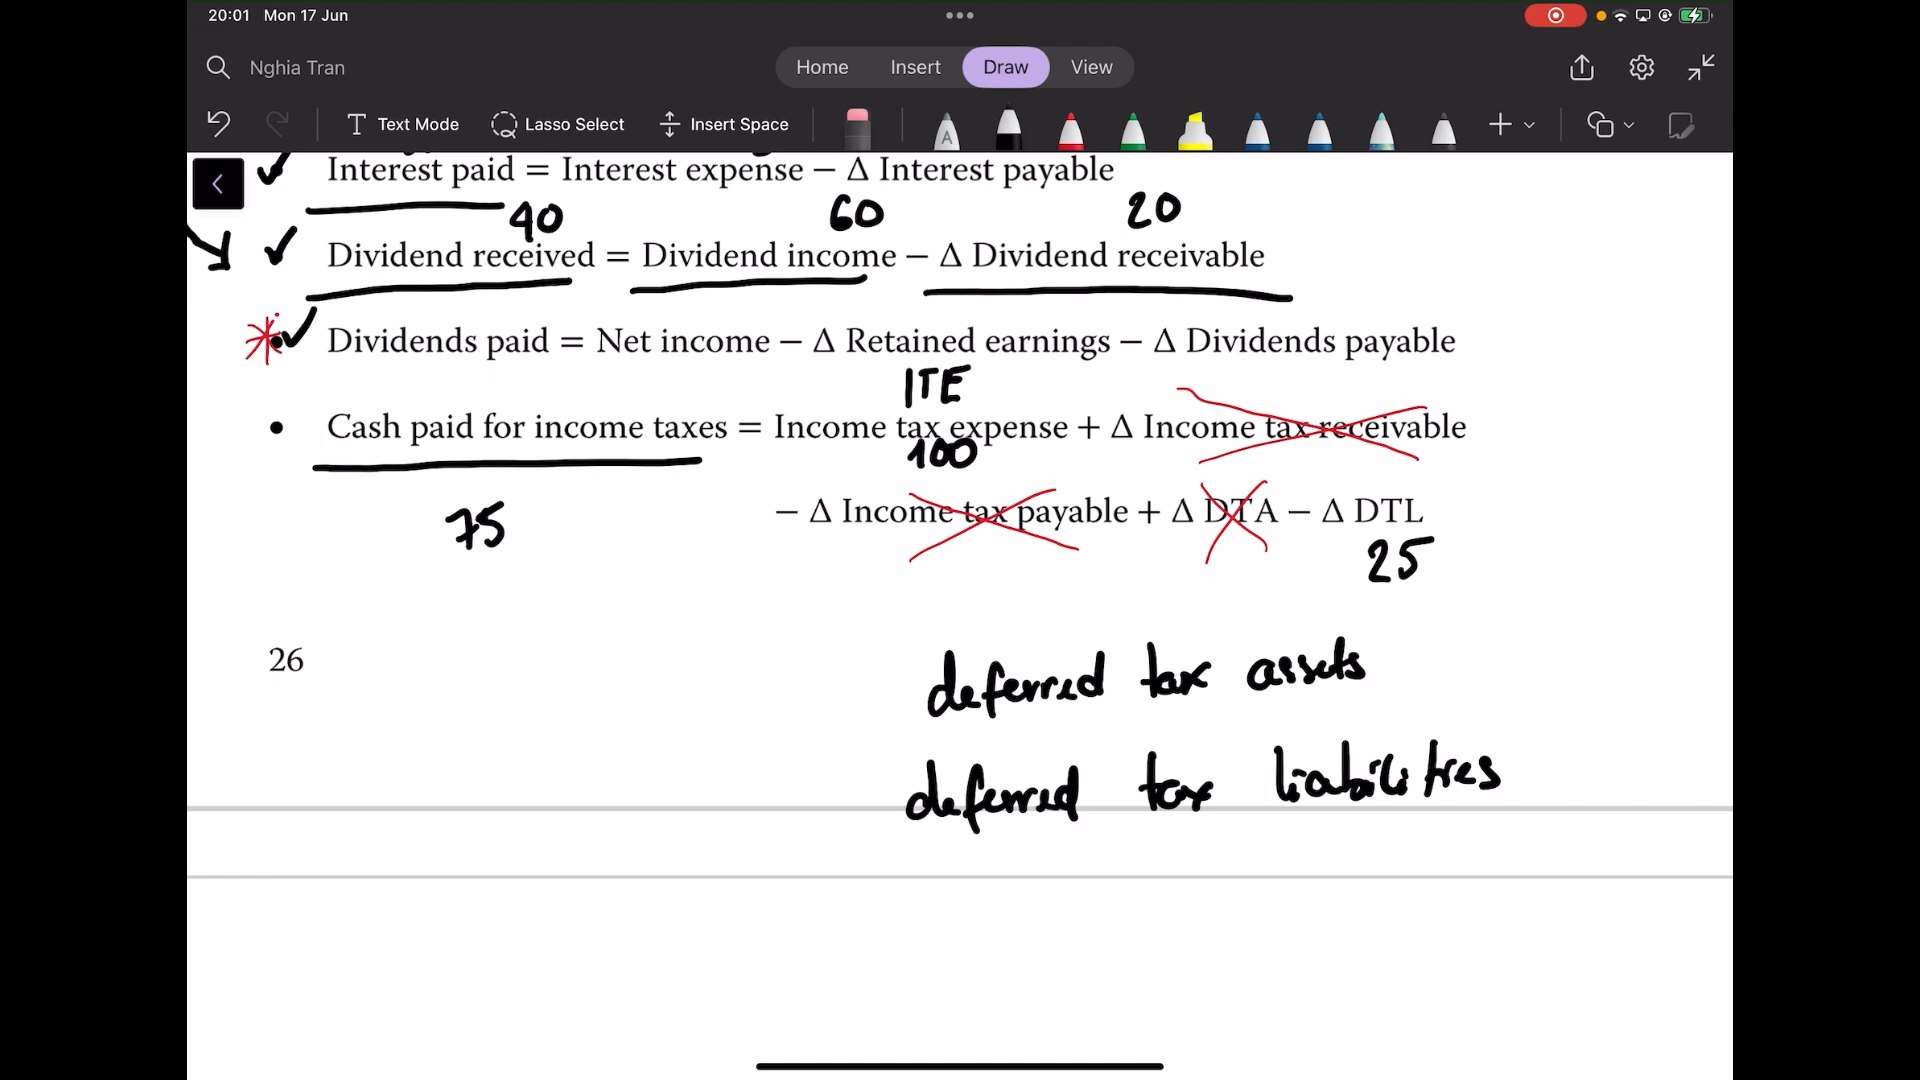 20:01 Mon 17 Jun
Nghia Tran
Home Insert Draw View
Text Mode Lasso Select Insert Space
Interest paid = Interest expense − Δ Interest payable
40 60 20
Dividend received = Dividend income − Δ Dividend receivable
Dividends paid = Net income − Δ Retained earnings − Δ Dividends payable
ITE
• Cash paid for income taxes = Income tax expense + Δ Income tax receivable
100
− Δ Income tax payable + Δ DTA − Δ DTL
75 25
26
deferred tax assets
deferred tax liabilities